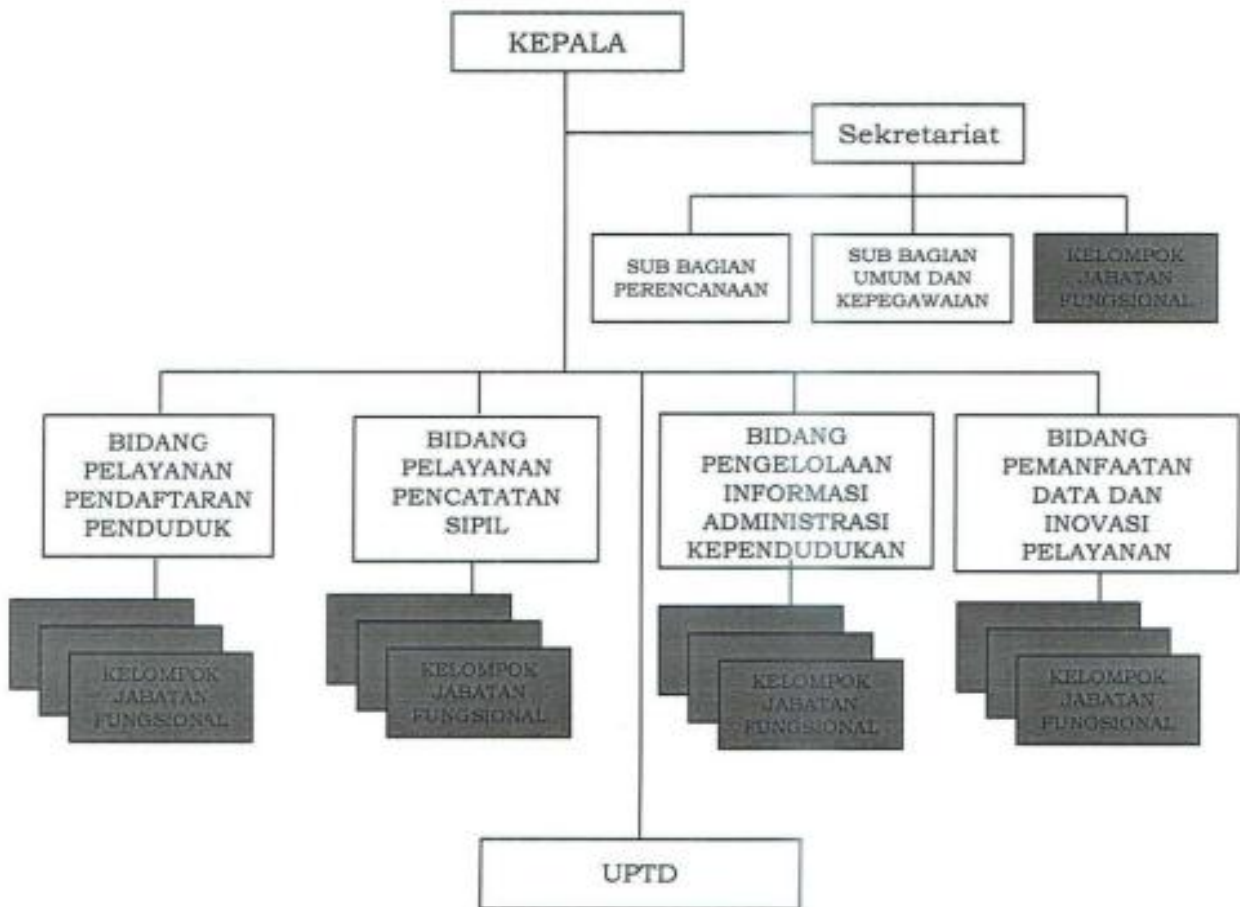 KEPALA
Sekretariat
SUB BAGIAN
PERENCANAAN
SUB BAGIAN
UMUM DAN
KEPEGAWAIAN
KELOMPOK
JABATAN
FUNGSIONAL
BIDANG
PELAYANAN
PENDAFTARAN
PENDUDUK
BIDANG
PELAYANAN
PENCATATAN
SIPIL
BIDANG
PENGELOLAAN
INFORMASI
ADMINISTRASI
KEPENDUDUKAN
BIDANG
PEMANFAATAN
DATA DAN
INOVASI
PELAYANAN
KELOMPOK
JABATAN
FUNGSIONAL
KELOMPOK
JABATAN
FUNGSIONAL
KELOMPOK
JABATAN
FUNGSIONAL
KELOMPOK
JABATAN
FUNGSIONAL
UPTD